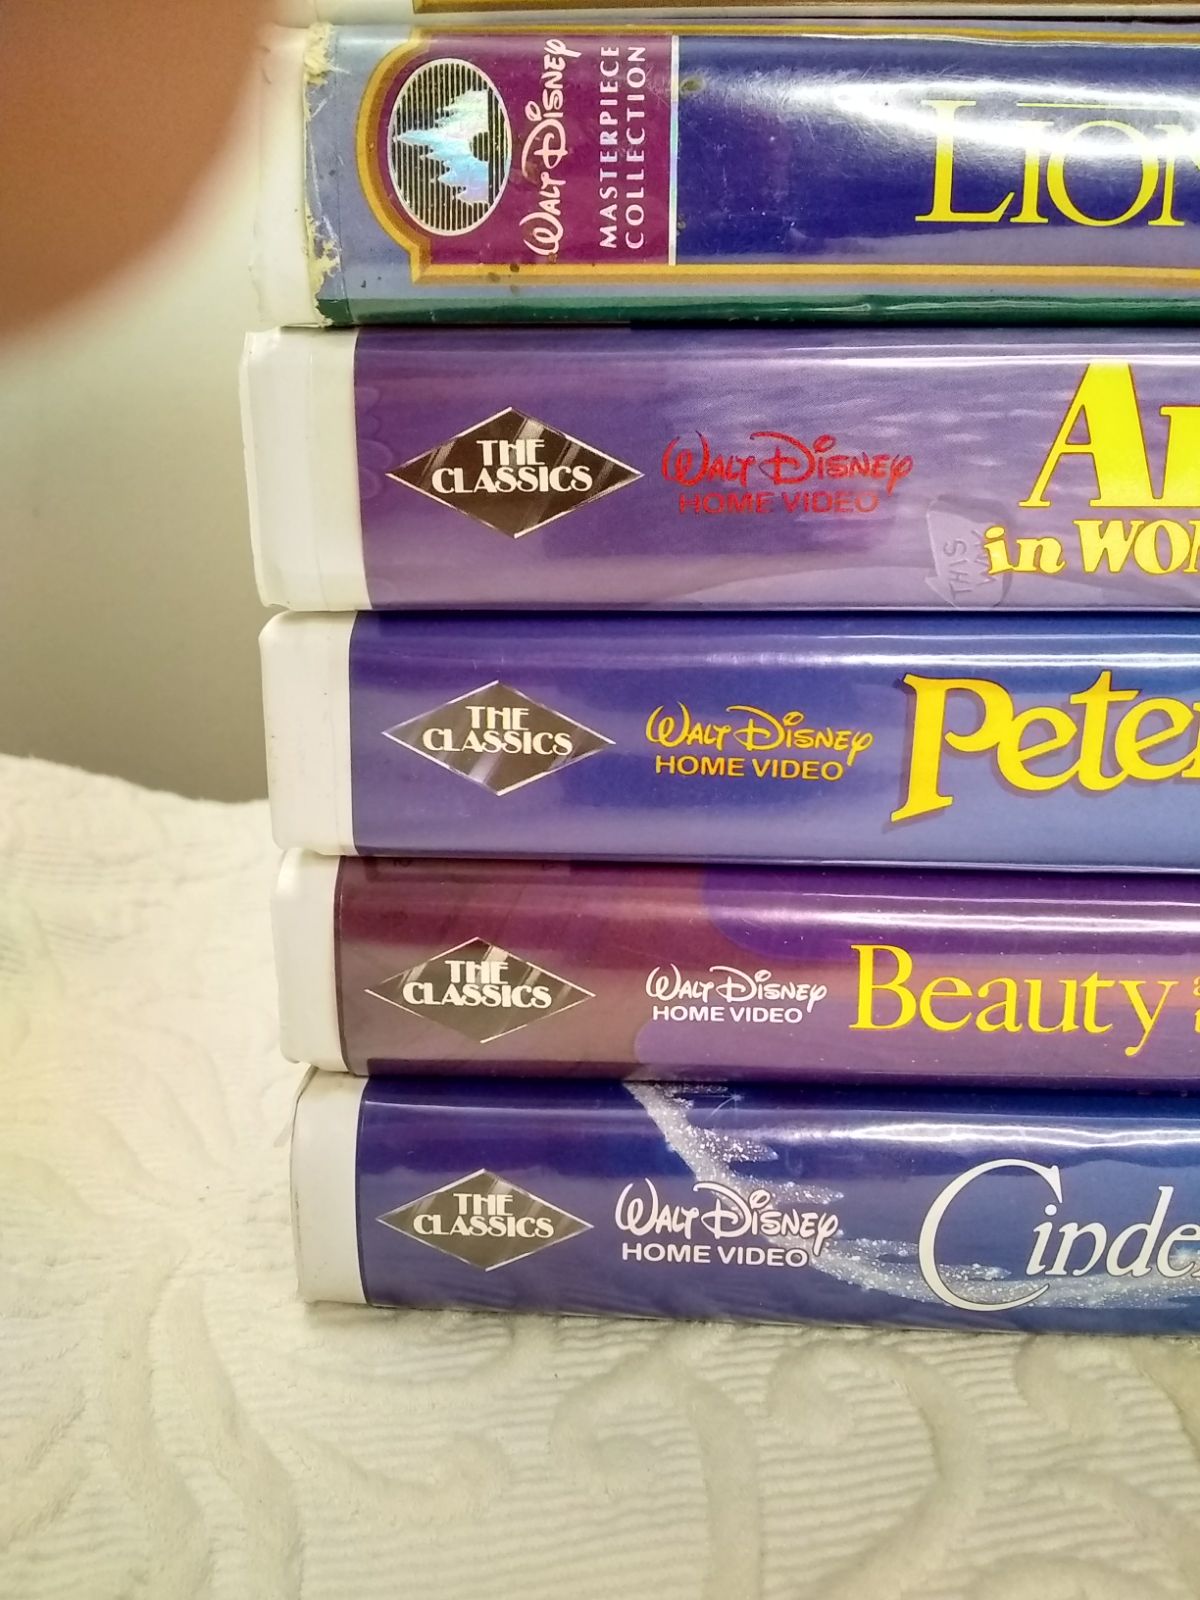 WALT DISNEY
MASTERPIECE
COLLECTION
LION
THE
CLASSICS
WALT DISNEY
HOME VIDEO
Al
in WON
THIS
WAY
THE
CLASSICS
WALT DISNEY
HOME VIDEO
Peter
THE
CLASSICS
WALT DISNEY
HOME VIDEO
Beauty
THE
CLASSICS
WALT DISNEY
HOME VIDEO
Cinde